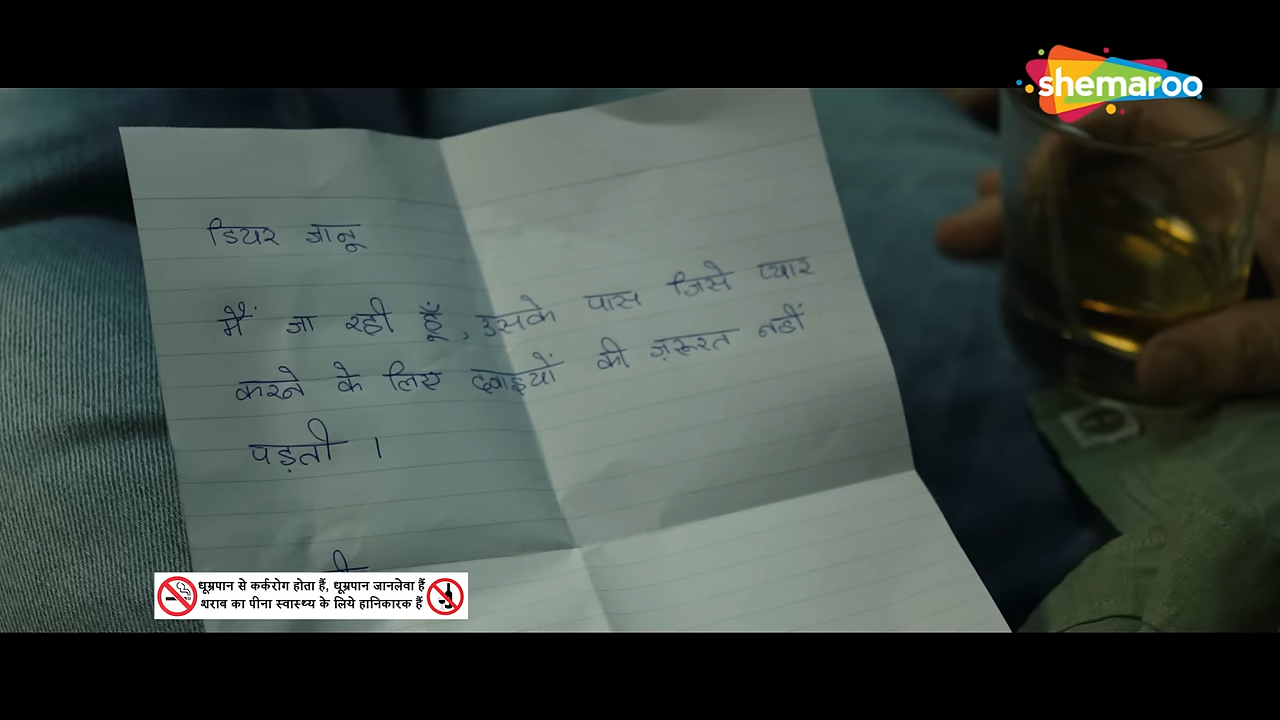 shemaroo
डियर जानू
मैं जा रही हूँ, उसके पास जिसे प्यार
करने के लिए दवाइयों की ज़रूरत नहीं
पड़ती ।
धूम्रपान से कर्करोग होता हैं, धूम्रपान जानलेवा हैं
शराब का पीना स्वास्थ्य के लिये हानिकारक हैं